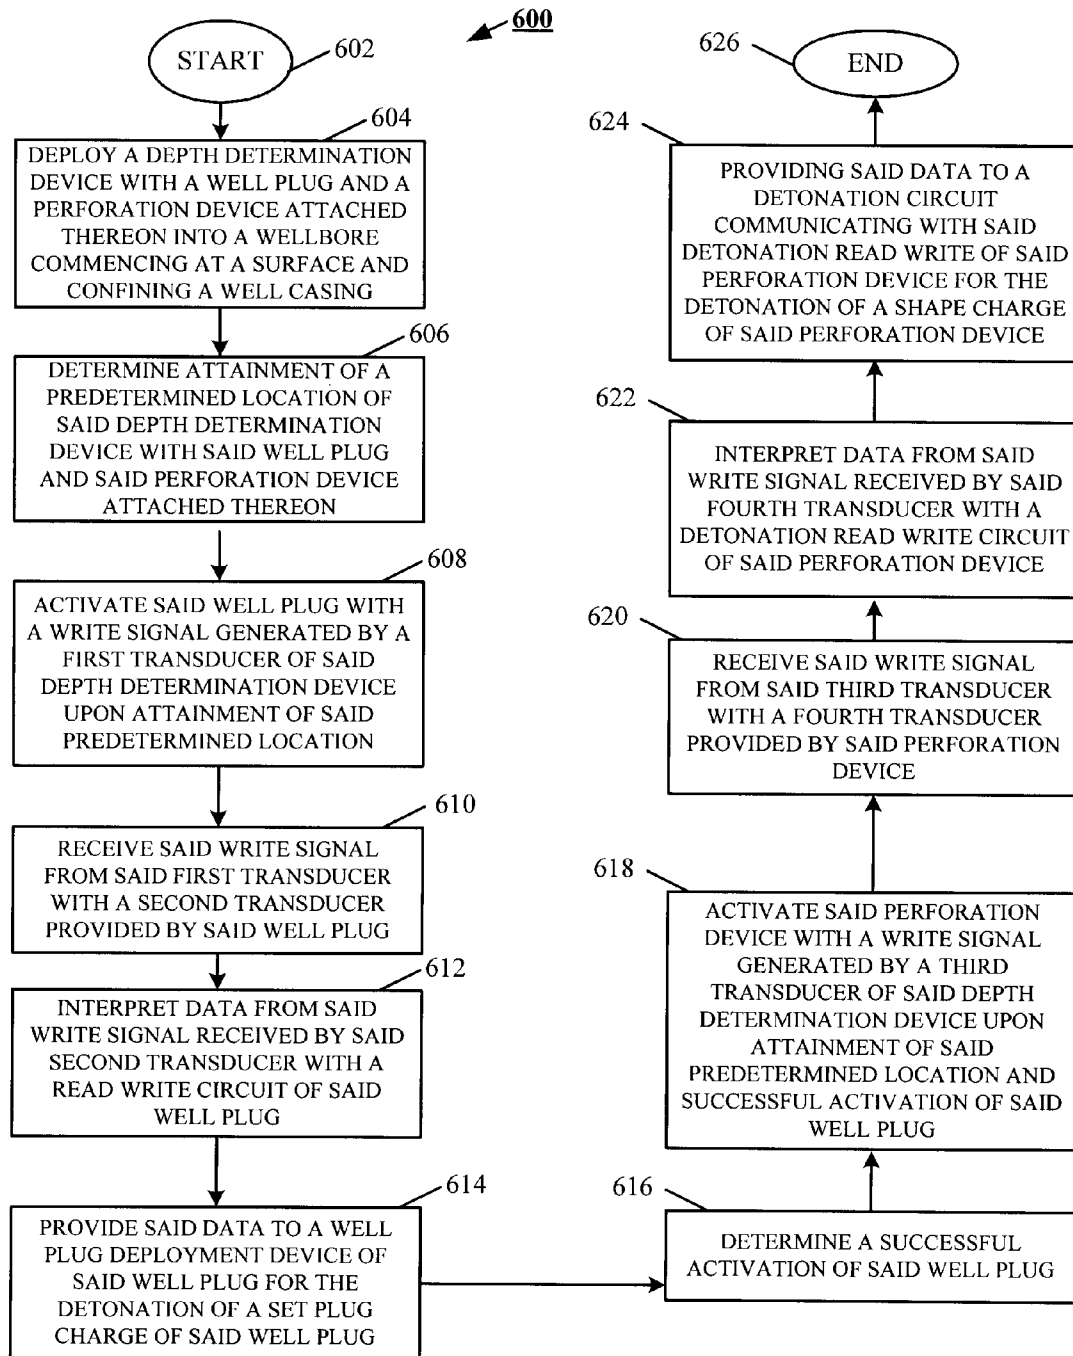 600
START
602
604
DEPLOY A DEPTH DETERMINATION
DEVICE WITH A WELL PLUG AND A
PERFORATION DEVICE ATTACHED
THEREON INTO A WELLBORE
COMMENCING AT A SURFACE AND
CONFINING A WELL CASING
606
DETERMINE ATTAINMENT OF A
PREDETERMINED LOCATION OF
SAID DEPTH DETERMINATION
DEVICE WITH SAID WELL PLUG
AND SAID PERFORATION DEVICE
ATTACHED THEREON
608
ACTIVATE SAID WELL PLUG WITH
A WRITE SIGNAL GENERATED BY A
FIRST TRANSDUCER OF SAID
DEPTH DETERMINATION DEVICE
UPON ATTAINMENT OF SAID
PREDETERMINED LOCATION
610
RECEIVE SAID WRITE SIGNAL
FROM SAID FIRST TRANSDUCER
WITH A SECOND TRANSDUCER
PROVIDED BY SAID WELL PLUG
612
INTERPRET DATA FROM SAID
WRITE SIGNAL RECEIVED BY SAID
SECOND TRANSDUCER WITH A
READ WRITE CIRCUIT OF SAID
WELL PLUG
614
PROVIDE SAID DATA TO A WELL
PLUG DEPLOYMENT DEVICE OF
SAID WELL PLUG FOR THE
DETONATION OF A SET PLUG
CHARGE OF SAID WELL PLUG
616
DETERMINE A SUCCESSFUL
ACTIVATION OF SAID WELL PLUG
618
ACTIVATE SAID PERFORATION
DEVICE WITH A WRITE SIGNAL
GENERATED BY A THIRD
TRANSDUCER OF SAID DEPTH
DETERMINATION DEVICE UPON
ATTAINMENT OF SAID
PREDETERMINED LOCATION AND
SUCCESSFUL ACTIVATION OF SAID
WELL PLUG
620
RECEIVE SAID WRITE SIGNAL
FROM SAID THIRD TRANSDUCER
WITH A FOURTH TRANSDUCER
PROVIDED BY SAID PERFORATION
DEVICE
622
INTERPRET DATA FROM SAID
WRITE SIGNAL RECEIVED BY SAID
FOURTH TRANSDUCER WITH A
DETONATION READ WRITE CIRCUIT
OF SAID PERFORATION DEVICE
624
PROVIDING SAID DATA TO A
DETONATION CIRCUIT
COMMUNICATING WITH SAID
DETONATION READ WRITE OF SAID
PERFORATION DEVICE FOR THE
DETONATION OF A SHAPE CHARGE
OF SAID PERFORATION DEVICE
626
END